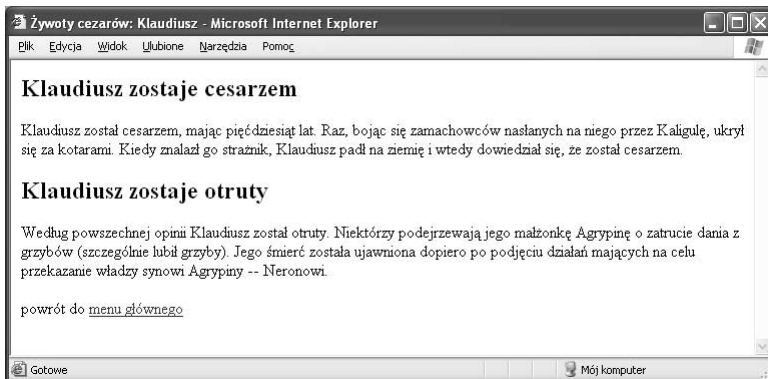 Żywoty cezarów: Klaudiusz - Microsoft Internet Explorer
Plik Edycja Widok Ulubione Narzędzia Pomoc
Klaudiusz zostaje cesarzem
Klaudiusz został cesarzem, mając pięćdziesiąt lat. Raz, bojąc się zamachowców nasłanych na niego przez Kaligulę, ukrył
się za kotarami. Kiedy znalazł go strażnik, Klaudiusz padł na ziemię i wtedy dowiedział się, że został cesarzem.
Klaudiusz zostaje otruty
Według powszechnej opinii Klaudiusz został otruty. Niektórzy podejrzewają jego małżonkę Agrypinę o zatrucie dania z
grzybów (szczególnie lubił grzyby). Jego śmierć została ujawniona dopiero po podjęciu działań mających na celu
przekazanie władzy synowi Agrypiny -- Neronowi.
powrót do menu głównego
Gotowe Mój komputer